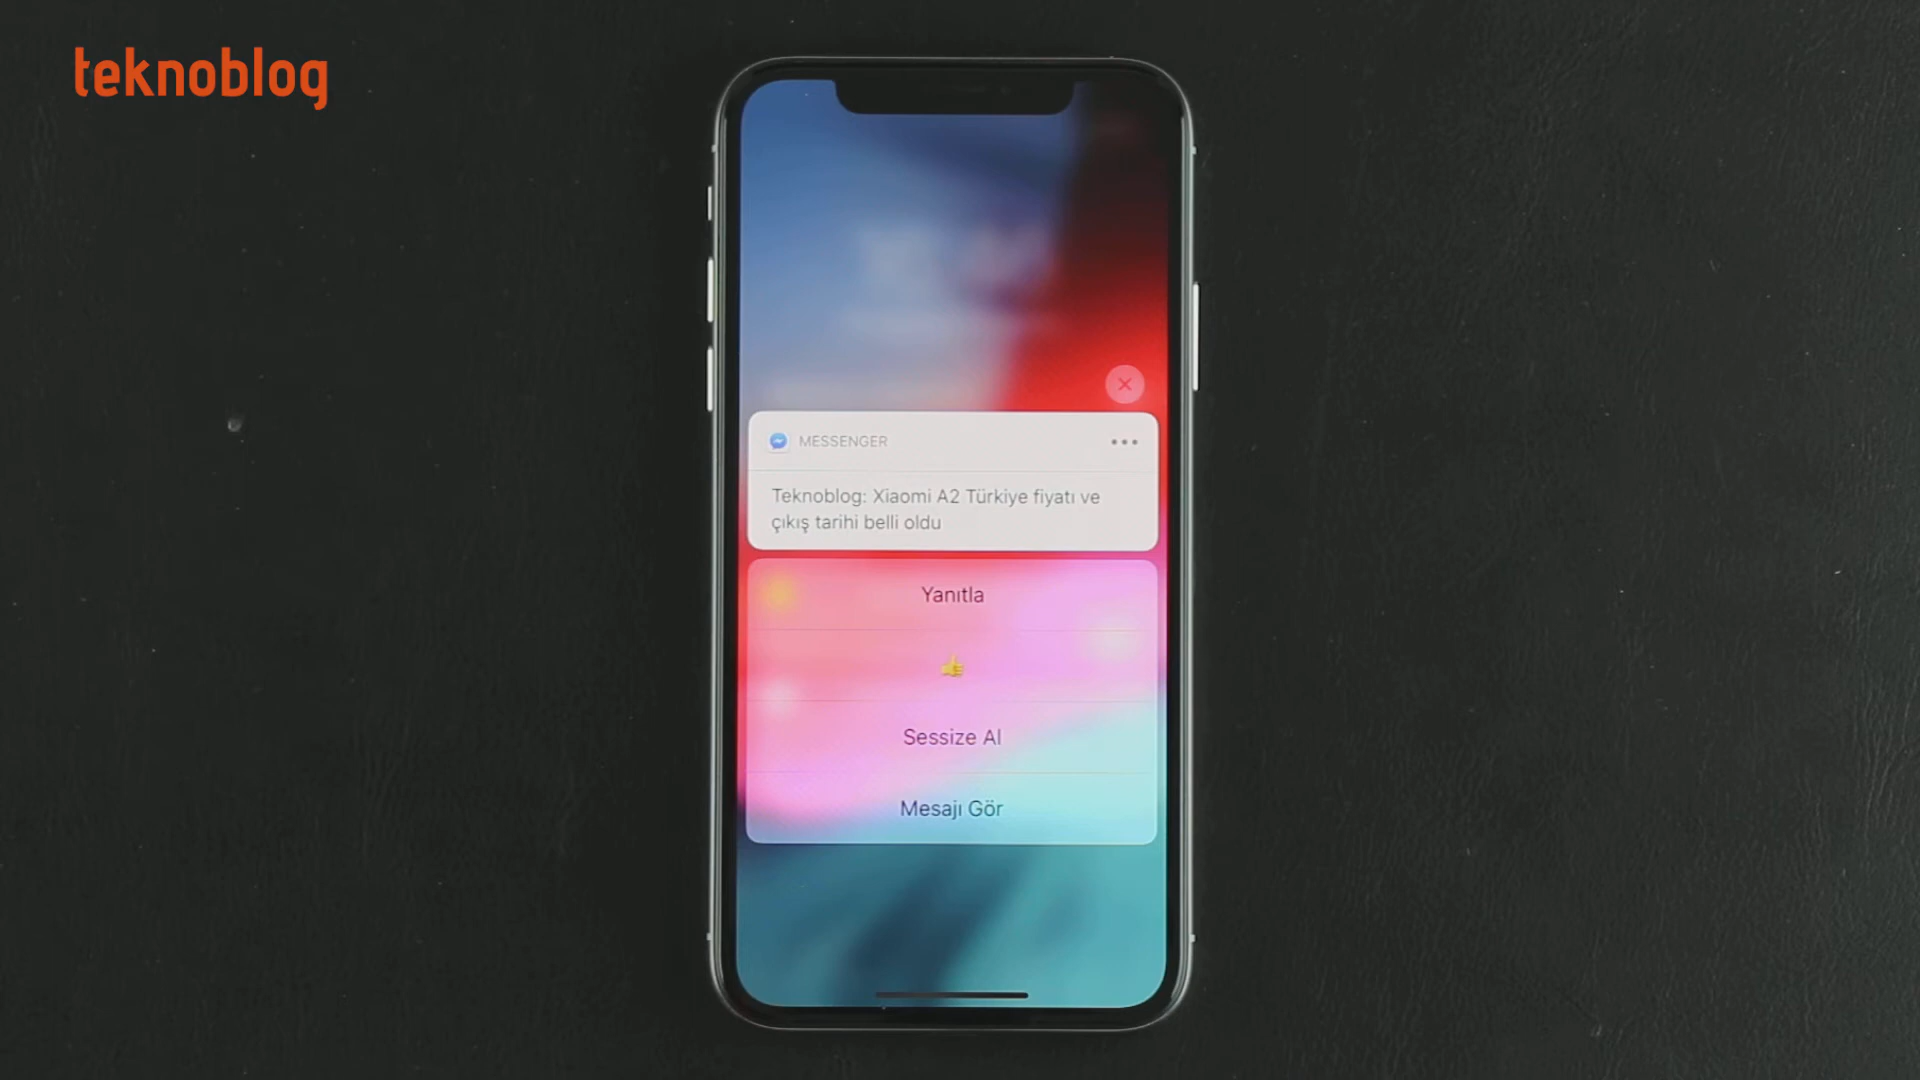 teknoblog
MESSENGER
Teknoblog: Xiaomi A2 Türkiye fiyatı ve
çıkış tarihi belli oldu
Yanıtla
👍
Sessize Al
Mesajı Gör